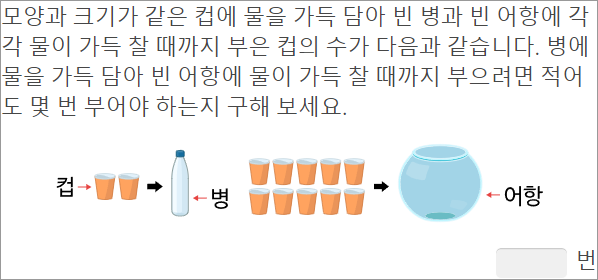 모양과 크기가 같은 컵에 물을 가득 담아 빈 병과 빈 어항에 각
각 물이 가득 찰 때까지 부은 컵의 수가 다음과 같습니다. 병에
물을 가득 담아 빈 어항에 물이 가득 찰 때까지 부으려면 적어
도 몇 번 부어야 하는지 구해 보세요.
컵
병
어항
번